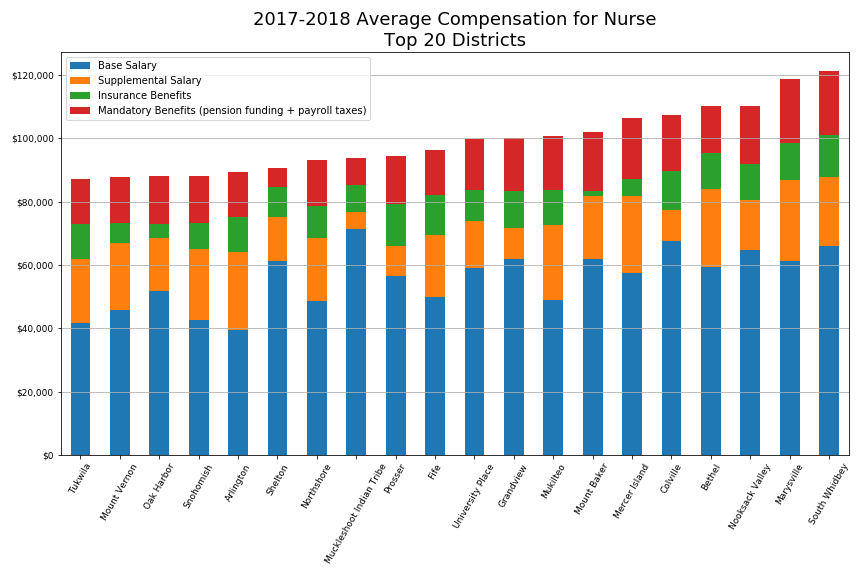 2017-2018 Average Compensation for Nurse
Top 20 Districts
Base Salary
Supplemental Salary
Insurance Benefits
Mandatory Benefits (pension funding + payroll taxes)
$120,000
$100,000
$80,000
$60,000
$40,000
$20,000
$0
Tukwila
Mount Vernon
Oak Harbor
Snohomish
Arlington
Shelton
Northshore
Muckleshoot Indian Tribe
Prosser
Fife
University Place
Grandview
Mukilteo
Mount Baker
Mercer Island
Colville
Bethel
Nooksack Valley
Marysville
South Whidbey